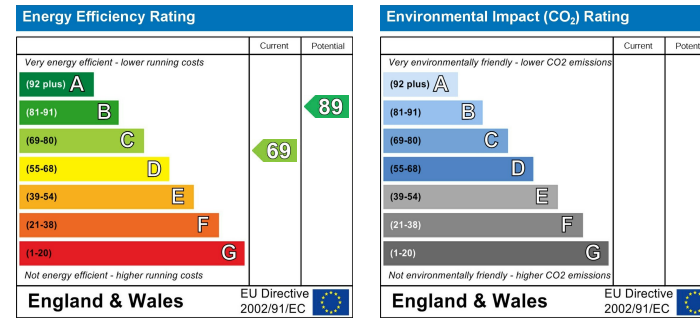 Energy Efficiency Rating
Current Potential
Very energy efficient - lower running costs
(92 plus) A
(81-91) B
89
(69-80) C
69
(55-68) D
(39-54) E
(21-38) F
(1-20) G
Not energy efficient - higher running costs
England & Wales
EU Directive
2002/91/EC
Environmental Impact (CO₂) Rating
Current Potent
Very environmentally friendly - lower CO2 emissions
(92 plus) A
(81-91) B
(69-80) C
(55-68) D
(39-54) E
(21-38) F
(1-20) G
Not environmentally friendly - higher CO2 emissions
England & Wales
EU Directive
2002/91/EC